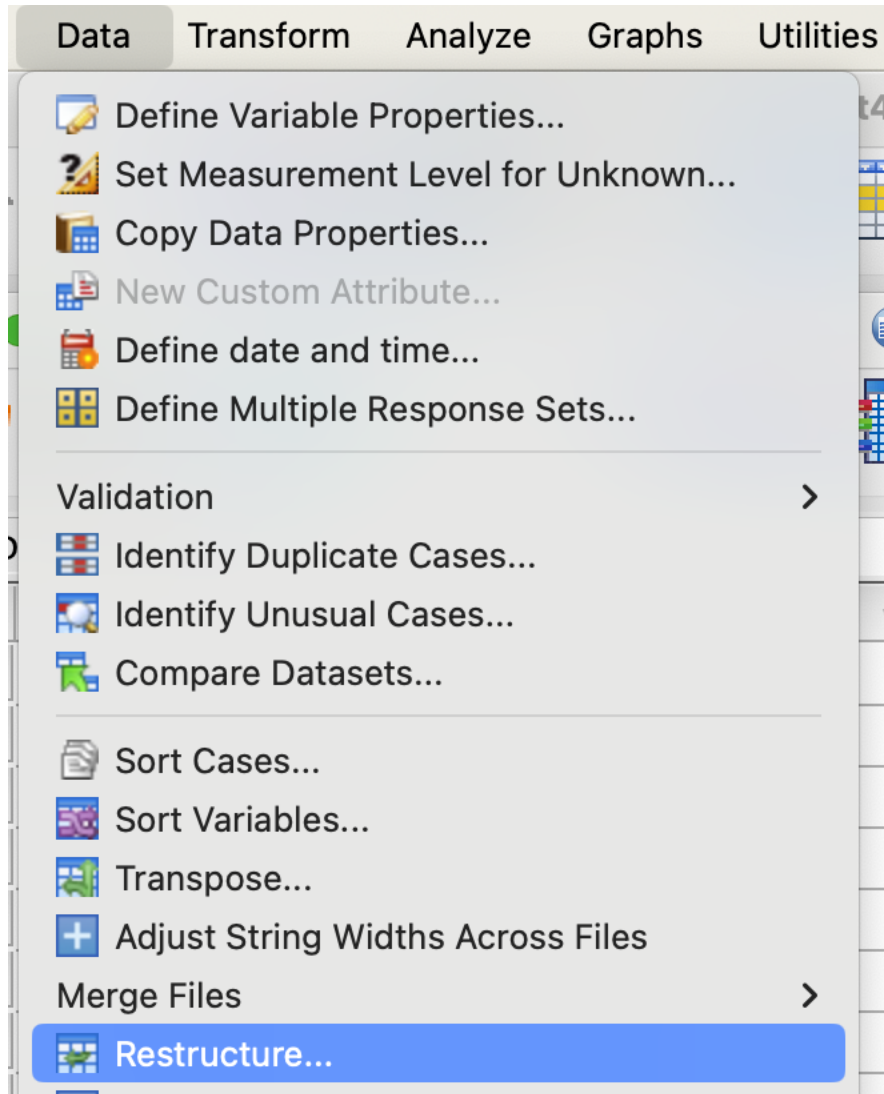 Data Transform Analyze Graphs Utilities
Define Variable Properties...
Set Measurement Level for Unknown...
Copy Data Properties...
New Custom Attribute...
Define date and time...
Define Multiple Response Sets...
Validation
Identify Duplicate Cases...
Identify Unusual Cases...
Compare Datasets...
Sort Cases...
Sort Variables...
Transpose...
Adjust String Widths Across Files
Merge Files
Restructure...